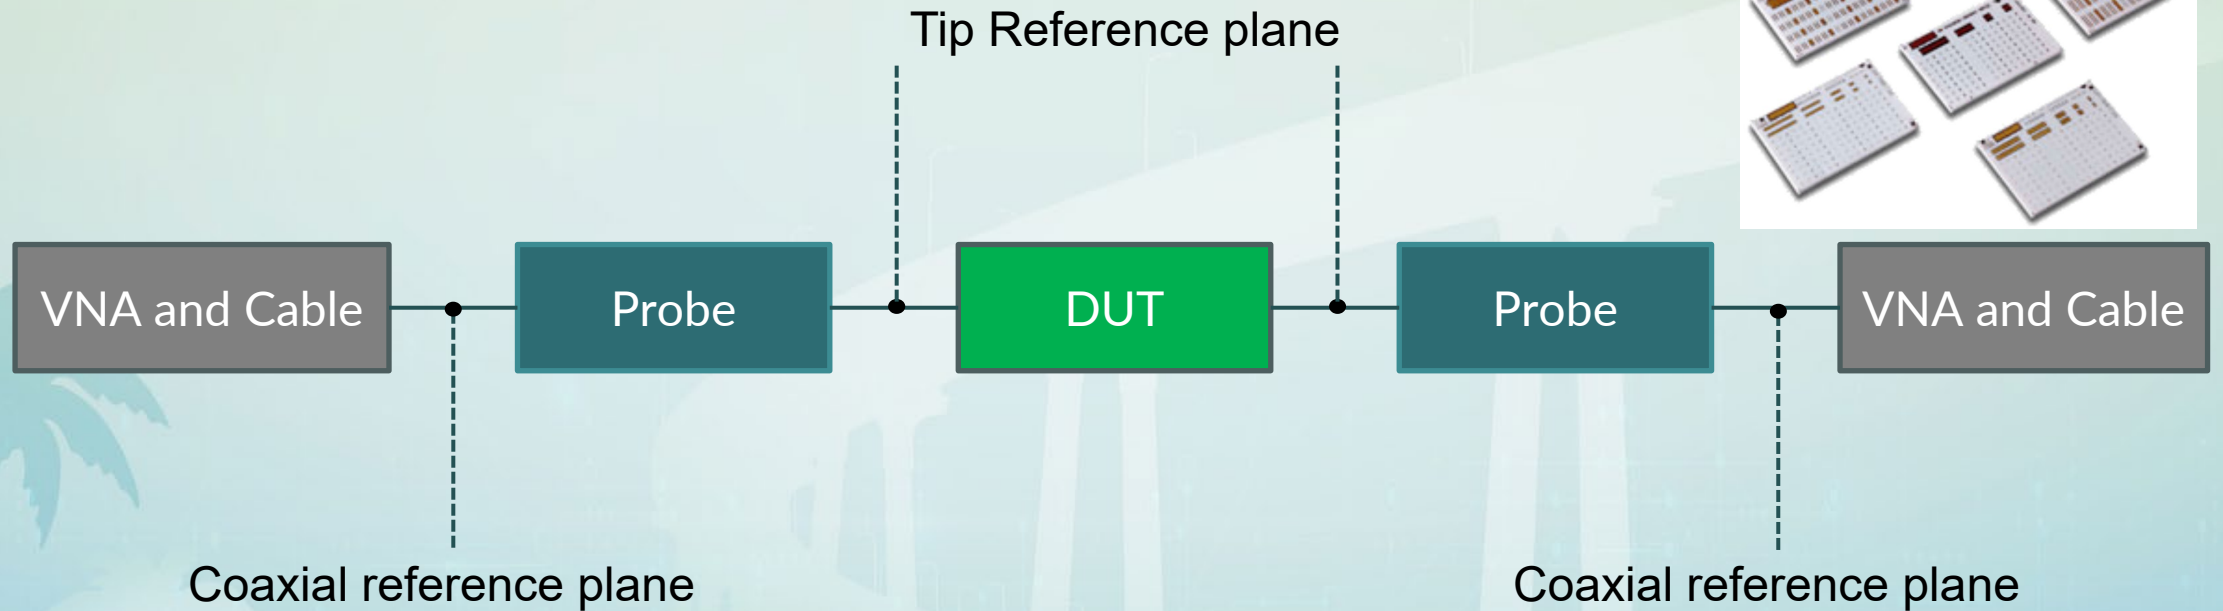 Tip Reference plane
VNA and Cable
Probe
DUT
Probe
VNA and Cable
Coaxial reference plane
Coaxial reference plane